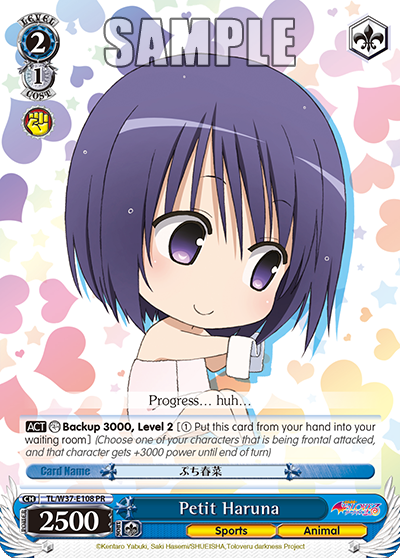 SAMPLE
LEVEL
2
1
COST
Progress... huh...
ACT Backup 3000, Level 2 [① Put this card from your hand into your
waiting room] (Choose one of your characters that is being frontal attacked,
and that character gets +3000 power until end of turn)
Card Name ぷち春菜
CH TL/W37-E108 PR
Petit Haruna
POWER 2500 SOUL
Sports Animal
©Kentaro Yabuki, Saki Hasemi/SHUEISHA,Toloveru darkness Project